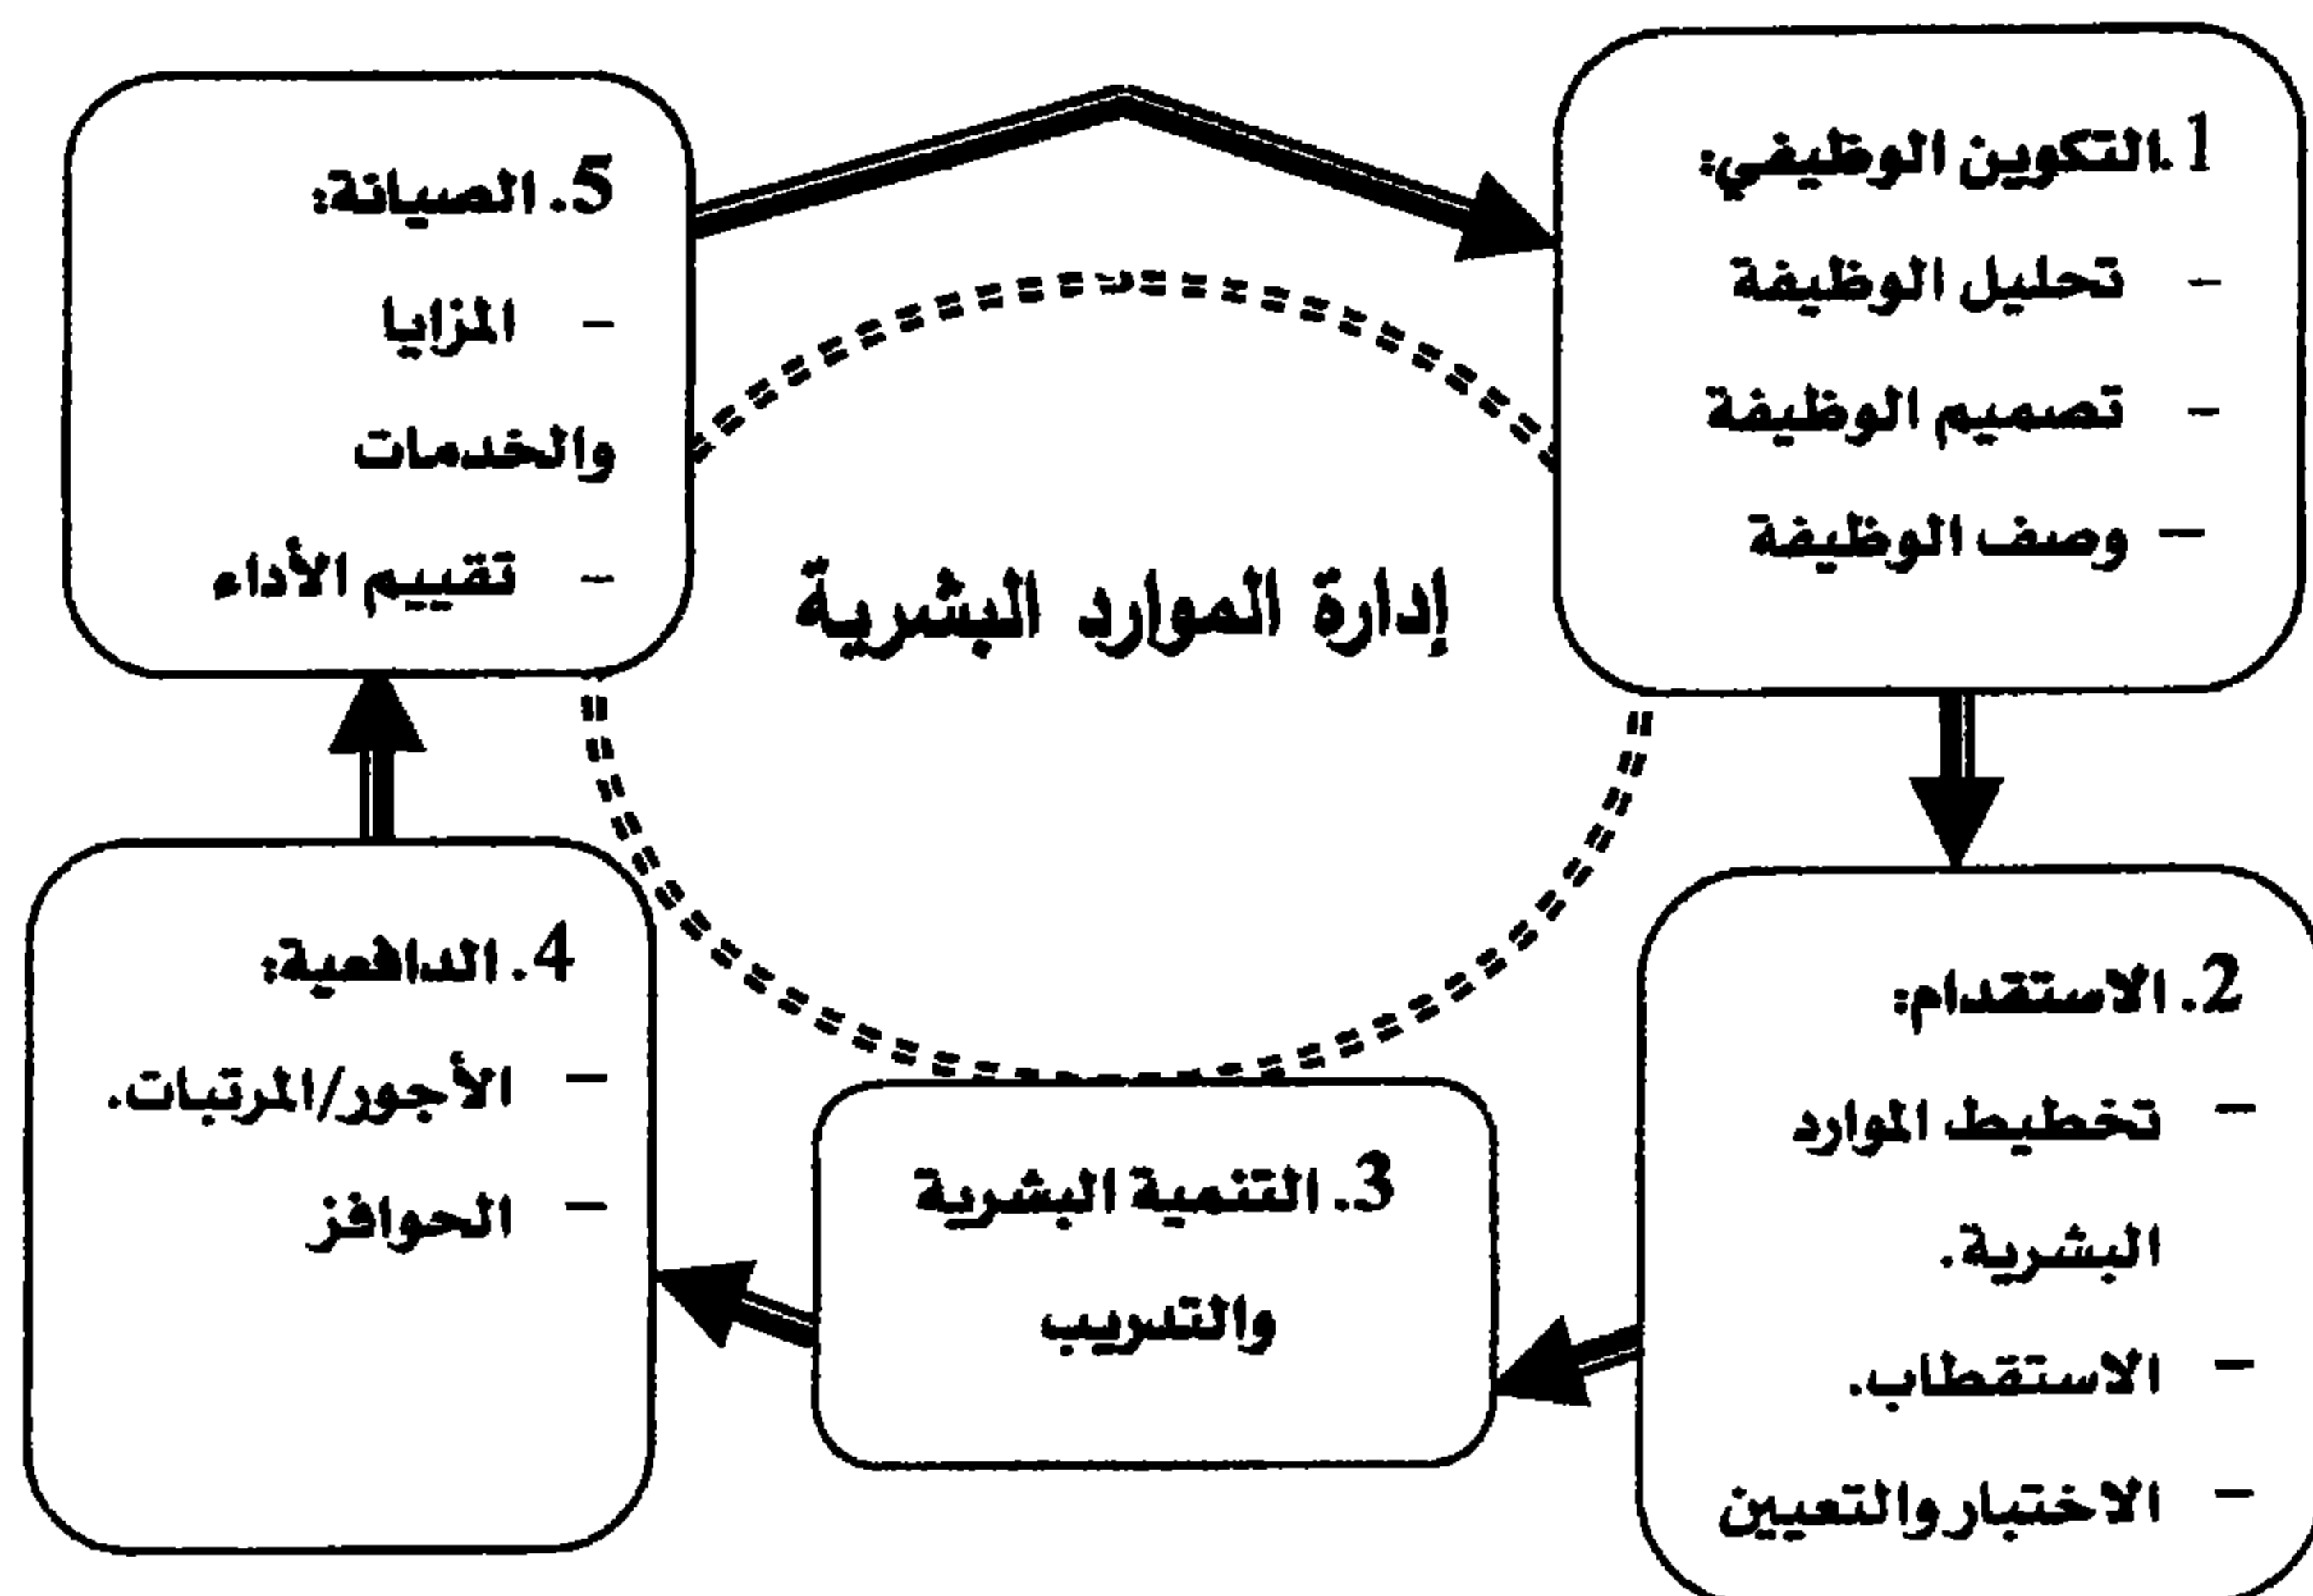 1.التكوين الوظيفي:
- تحليل الوظيفة
- تصميم الوظيفة
- وصف الوظيفة
2. الاستقدام:
- تخطيط الموارد
البشرية.
- الاستقطاب.
- الاختبار والتعيين
3. التنمية البشرية
والتدريب
4. الدافعية:
- الأجور/المرتبات.
- الحوافز
5. الصيانة:
- المزايا
والخدمات
- تقييم الأداء
إدارة الموارد البشرية